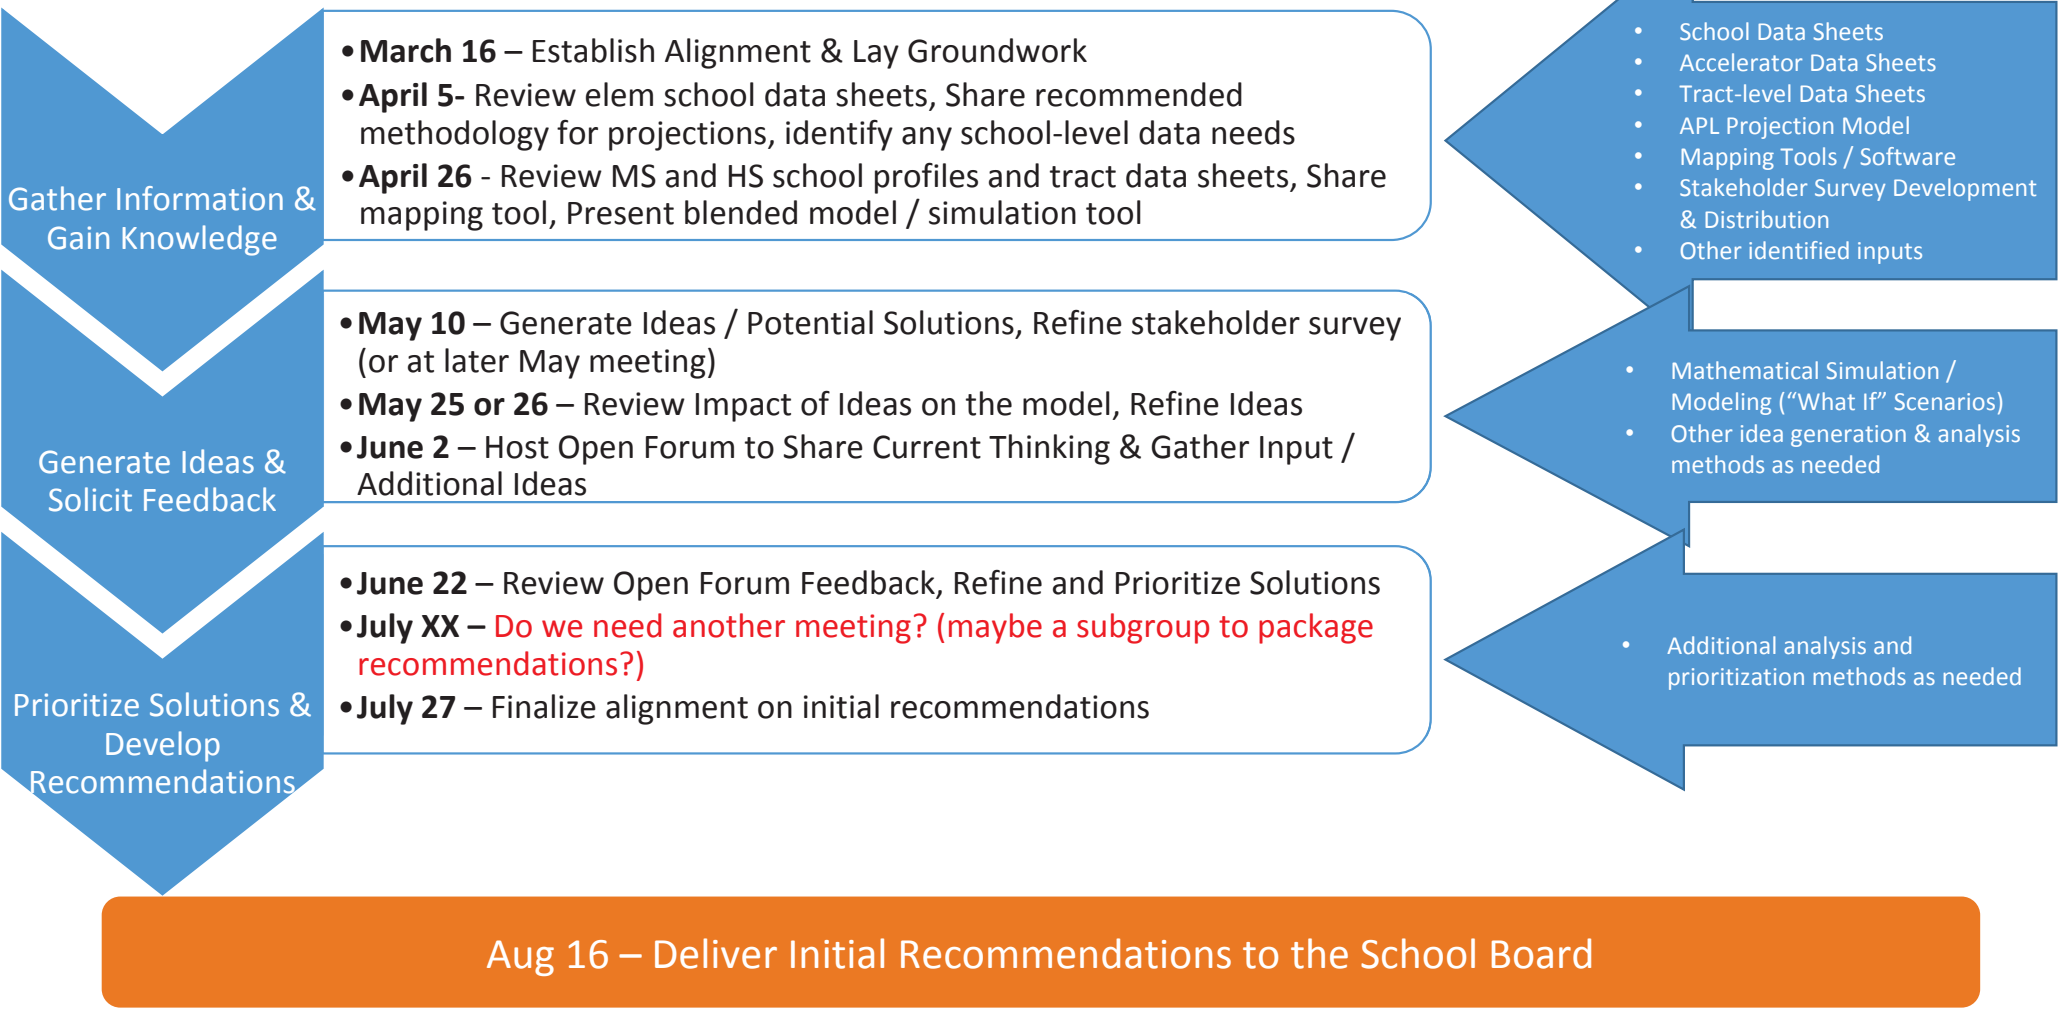 Gather Information &
Gain Knowledge
•March 16 – Establish Alignment & Lay Groundwork
•April 5- Review elem school data sheets, Share recommended
methodology for projections, identify any school-level data needs
•April 26 - Review MS and HS school profiles and tract data sheets, Share
mapping tool, Present blended model / simulation tool
• School Data Sheets
• Accelerator Data Sheets
• Tract-level Data Sheets
• APL Projection Model
• Mapping Tools / Software
• Stakeholder Survey Development
& Distribution
• Other identified inputs
Generate Ideas &
Solicit Feedback
•May 10 – Generate Ideas / Potential Solutions, Refine stakeholder survey
(or at later May meeting)
•May 25 or 26 – Review Impact of Ideas on the model, Refine Ideas
•June 2 – Host Open Forum to Share Current Thinking & Gather Input /
Additional Ideas
• Mathematical Simulation /
Modeling (“What If” Scenarios)
• Other idea generation & analysis
methods as needed
Prioritize Solutions &
Develop
Recommendations
•June 22 – Review Open Forum Feedback, Refine and Prioritize Solutions
•July XX – Do we need another meeting? (maybe a subgroup to package
recommendations?)
•July 27 – Finalize alignment on initial recommendations
• Additional analysis and
prioritization methods as needed
Aug 16 – Deliver Initial Recommendations to the School Board